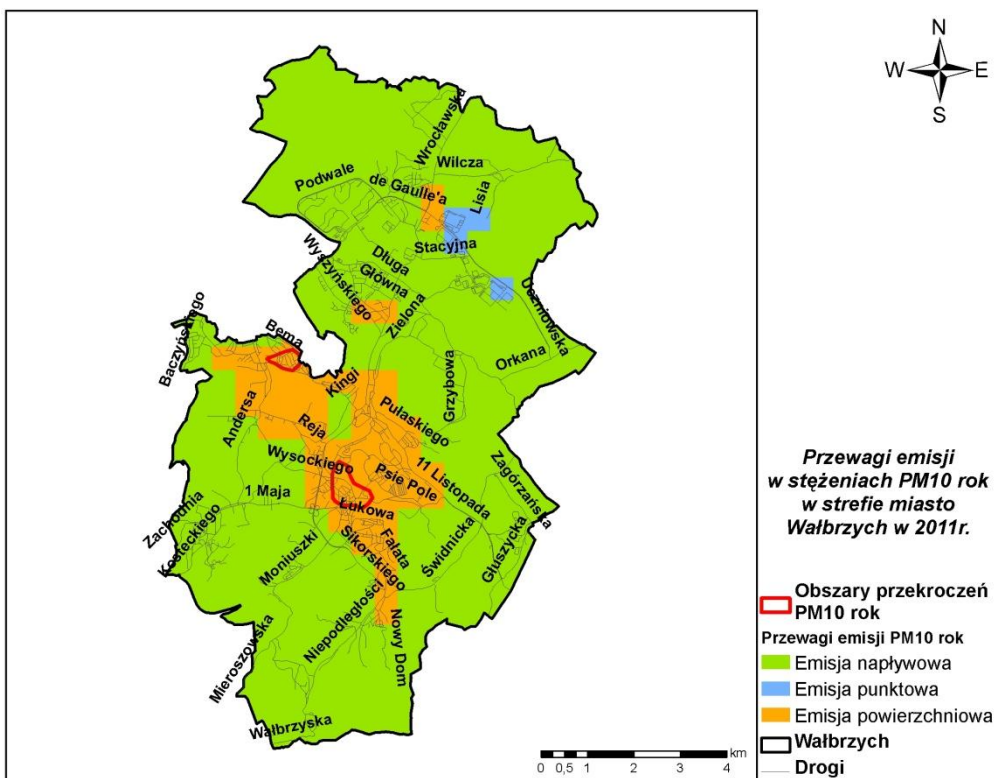 N
W E
S
Wrocławska
Wilcza
Podwale
de Gaulle'a
Lisia
Stacyjna
Długa
Główna
Wyszyńskiego
Uczniowska
Zielona
Baczyńskiego
Bema
Orkana
Kingi
Grzybowa
Andersa
Reja
Pułaskiego
Wysockiego
11 Listopada
Psie Pole
Zagórzańska
1 Maja
Łukowa
Zachodnia
Kosteckiego
Moniuszki
Sikorskiego
Fałata
Świdnicka
Głuszycka
Niepodległości
Nowy Dom
Mieroszowska
Wałbrzyska
Przewagi emisji
w stężeniach PM10 rok
w strefie miasto
Wałbrzych w 2011r.
Obszary przekroczeń
PM10 rok
Przewagi emisji PM10 rok
Emisja napływowa
Emisja punktowa
Emisja powierzchniowa
Wałbrzych
Drogi
km
0 0,5 1 2 3 4